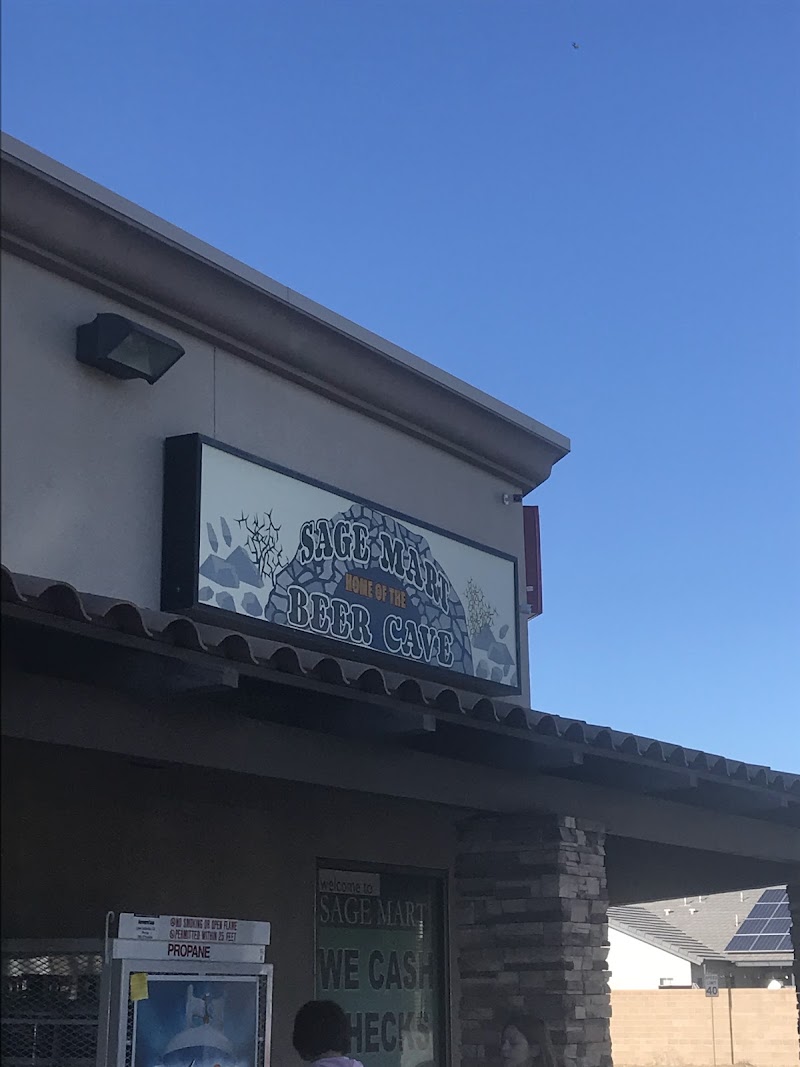 SAGE MART
HOME OF THE
BEER CAVE
welcome to
SAGE MART
WE CASH
CHECKS
NO SMOKING OR OPEN FLAME
PERMITTED WITHIN 25 FEET
PROPANE
40